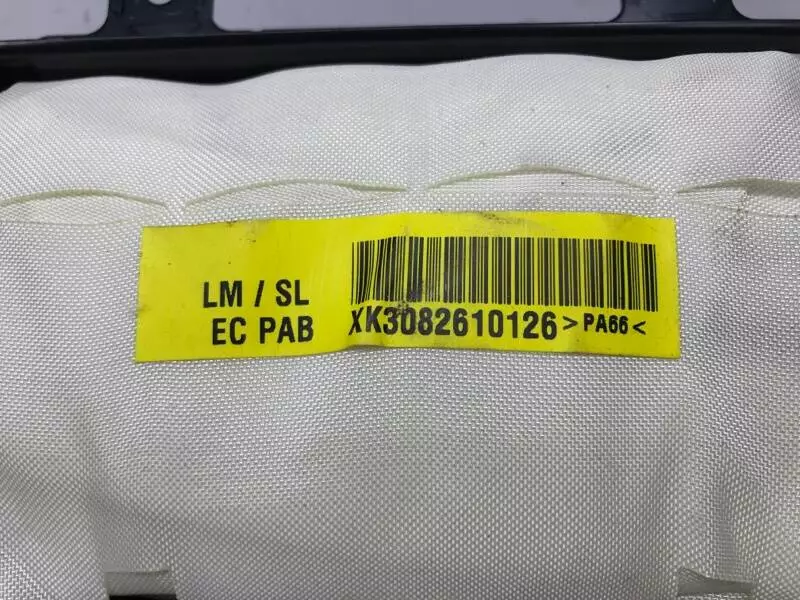 LM / SL
EC PAB
XK3082610126 >PA66<